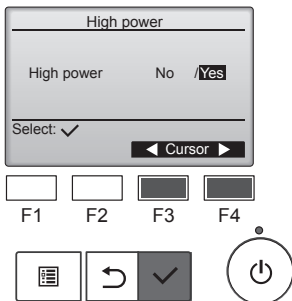 High power
High power No /Yes
Select: ✓
◀ Cursor ▶
F1 F2 F3 F4